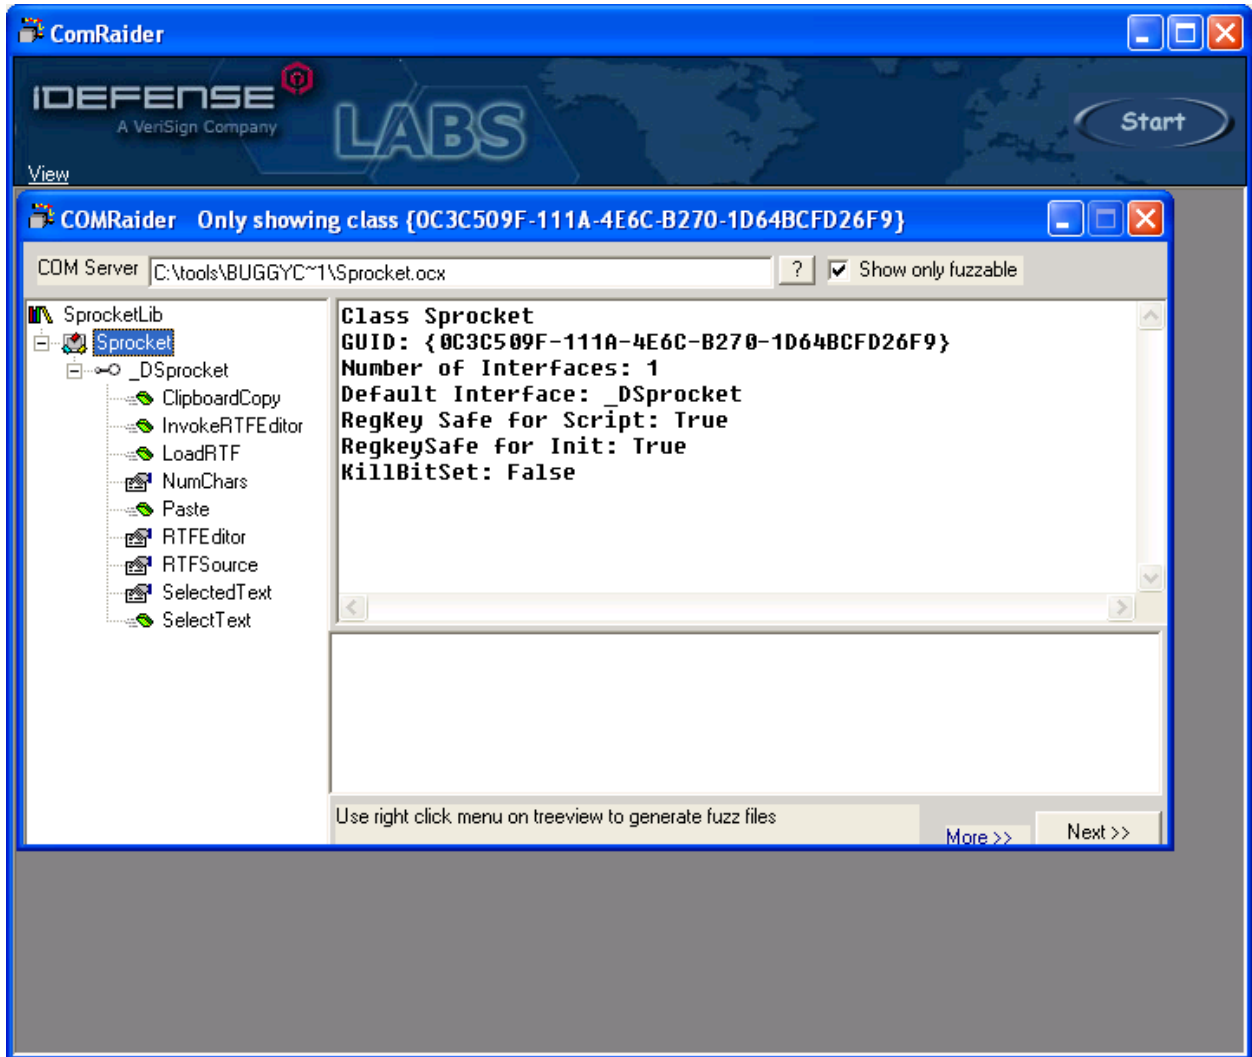 ComRaider
iDEFENSE
A VeriSign Company
LABS
Start
View
COMRaider Only showing class {0C3C509F-111A-4E6C-B270-1D64BCFD26F9}
COM Server C:\tools\BUGGYC~1\Sprocket.ocx ? Show only fuzzable
SprocketLib
Sprocket
_DSprocket
ClipboardCopy
InvokeRTFEditor
LoadRTF
NumChars
Paste
RTFEditor
RTFSource
SelectedText
SelectText
Class Sprocket
GUID: {0C3C509F-111A-4E6C-B270-1D64BCFD26F9}
Number of Interfaces: 1
Default Interface: _DSprocket
RegKey Safe for Script: True
RegkeySafe for Init: True
KillBitSet: False
Use right click menu on treeview to generate fuzz files
More >>
Next >>